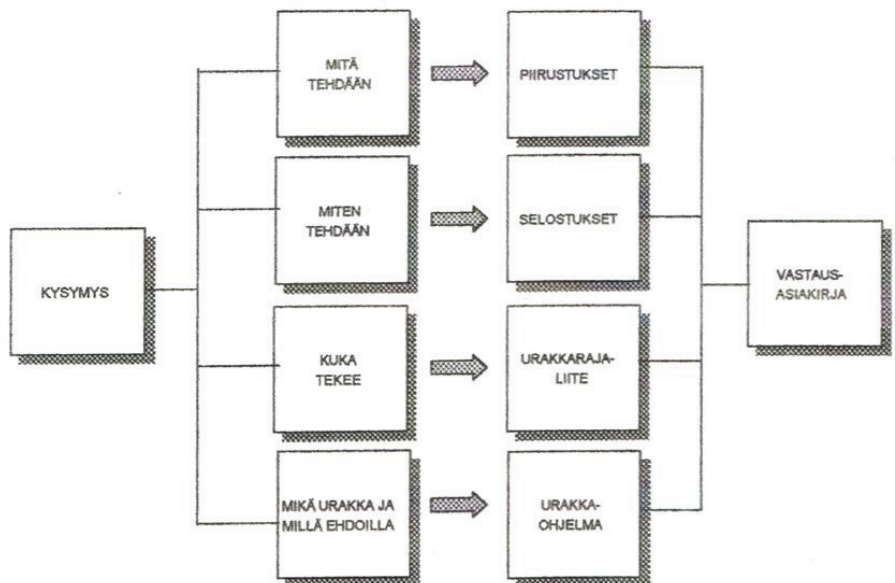 MITÄ
TEHDÄÄN
PIIRUSTUKSET
MITEN
TEHDÄÄN
SELOSTUKSET
KYSYMYS
VASTAUS-
ASIAKIRJA
KUKA
TEKEE
URAKKARAJA-
LIITE
MIKÄ URAKKA JA
MILLÄ EHDOILLA
URAKKA-
OHJELMA